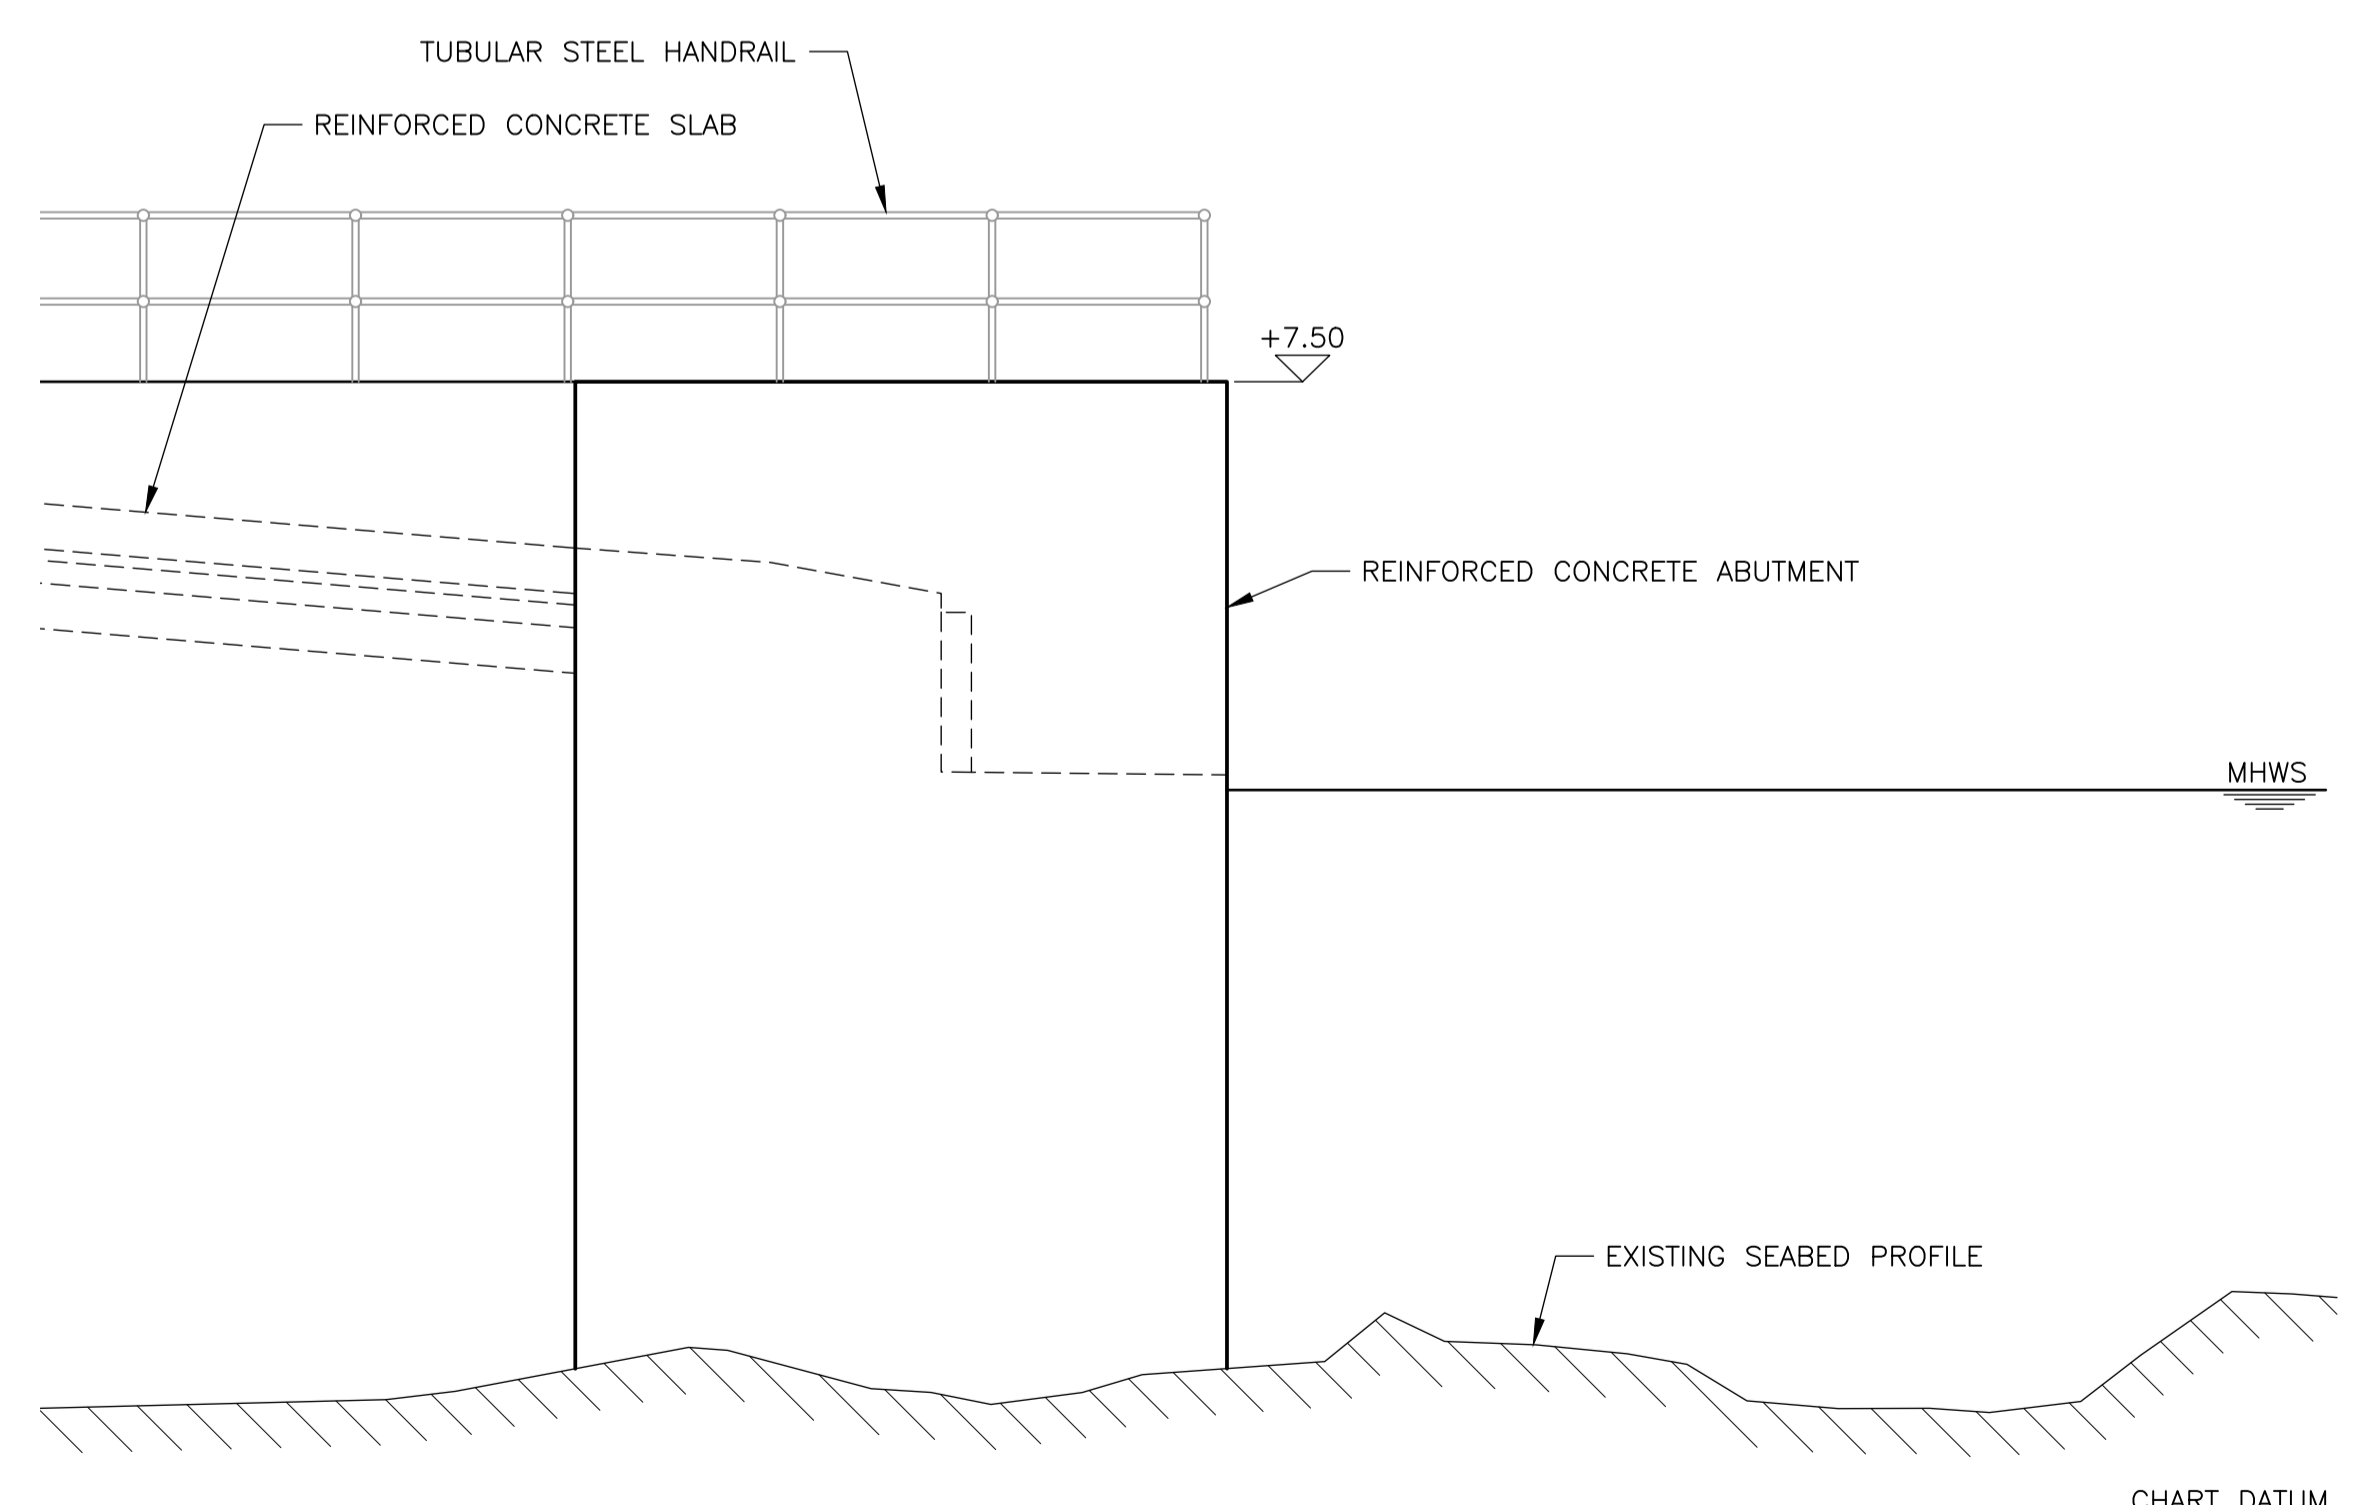 TUBULAR STEEL HANDRAIL
REINFORCED CONCRETE SLAB
+7.50
REINFORCED CONCRETE ABUTMENT
MHWS
EXISTING SEABED PROFILE
CHART DATUM